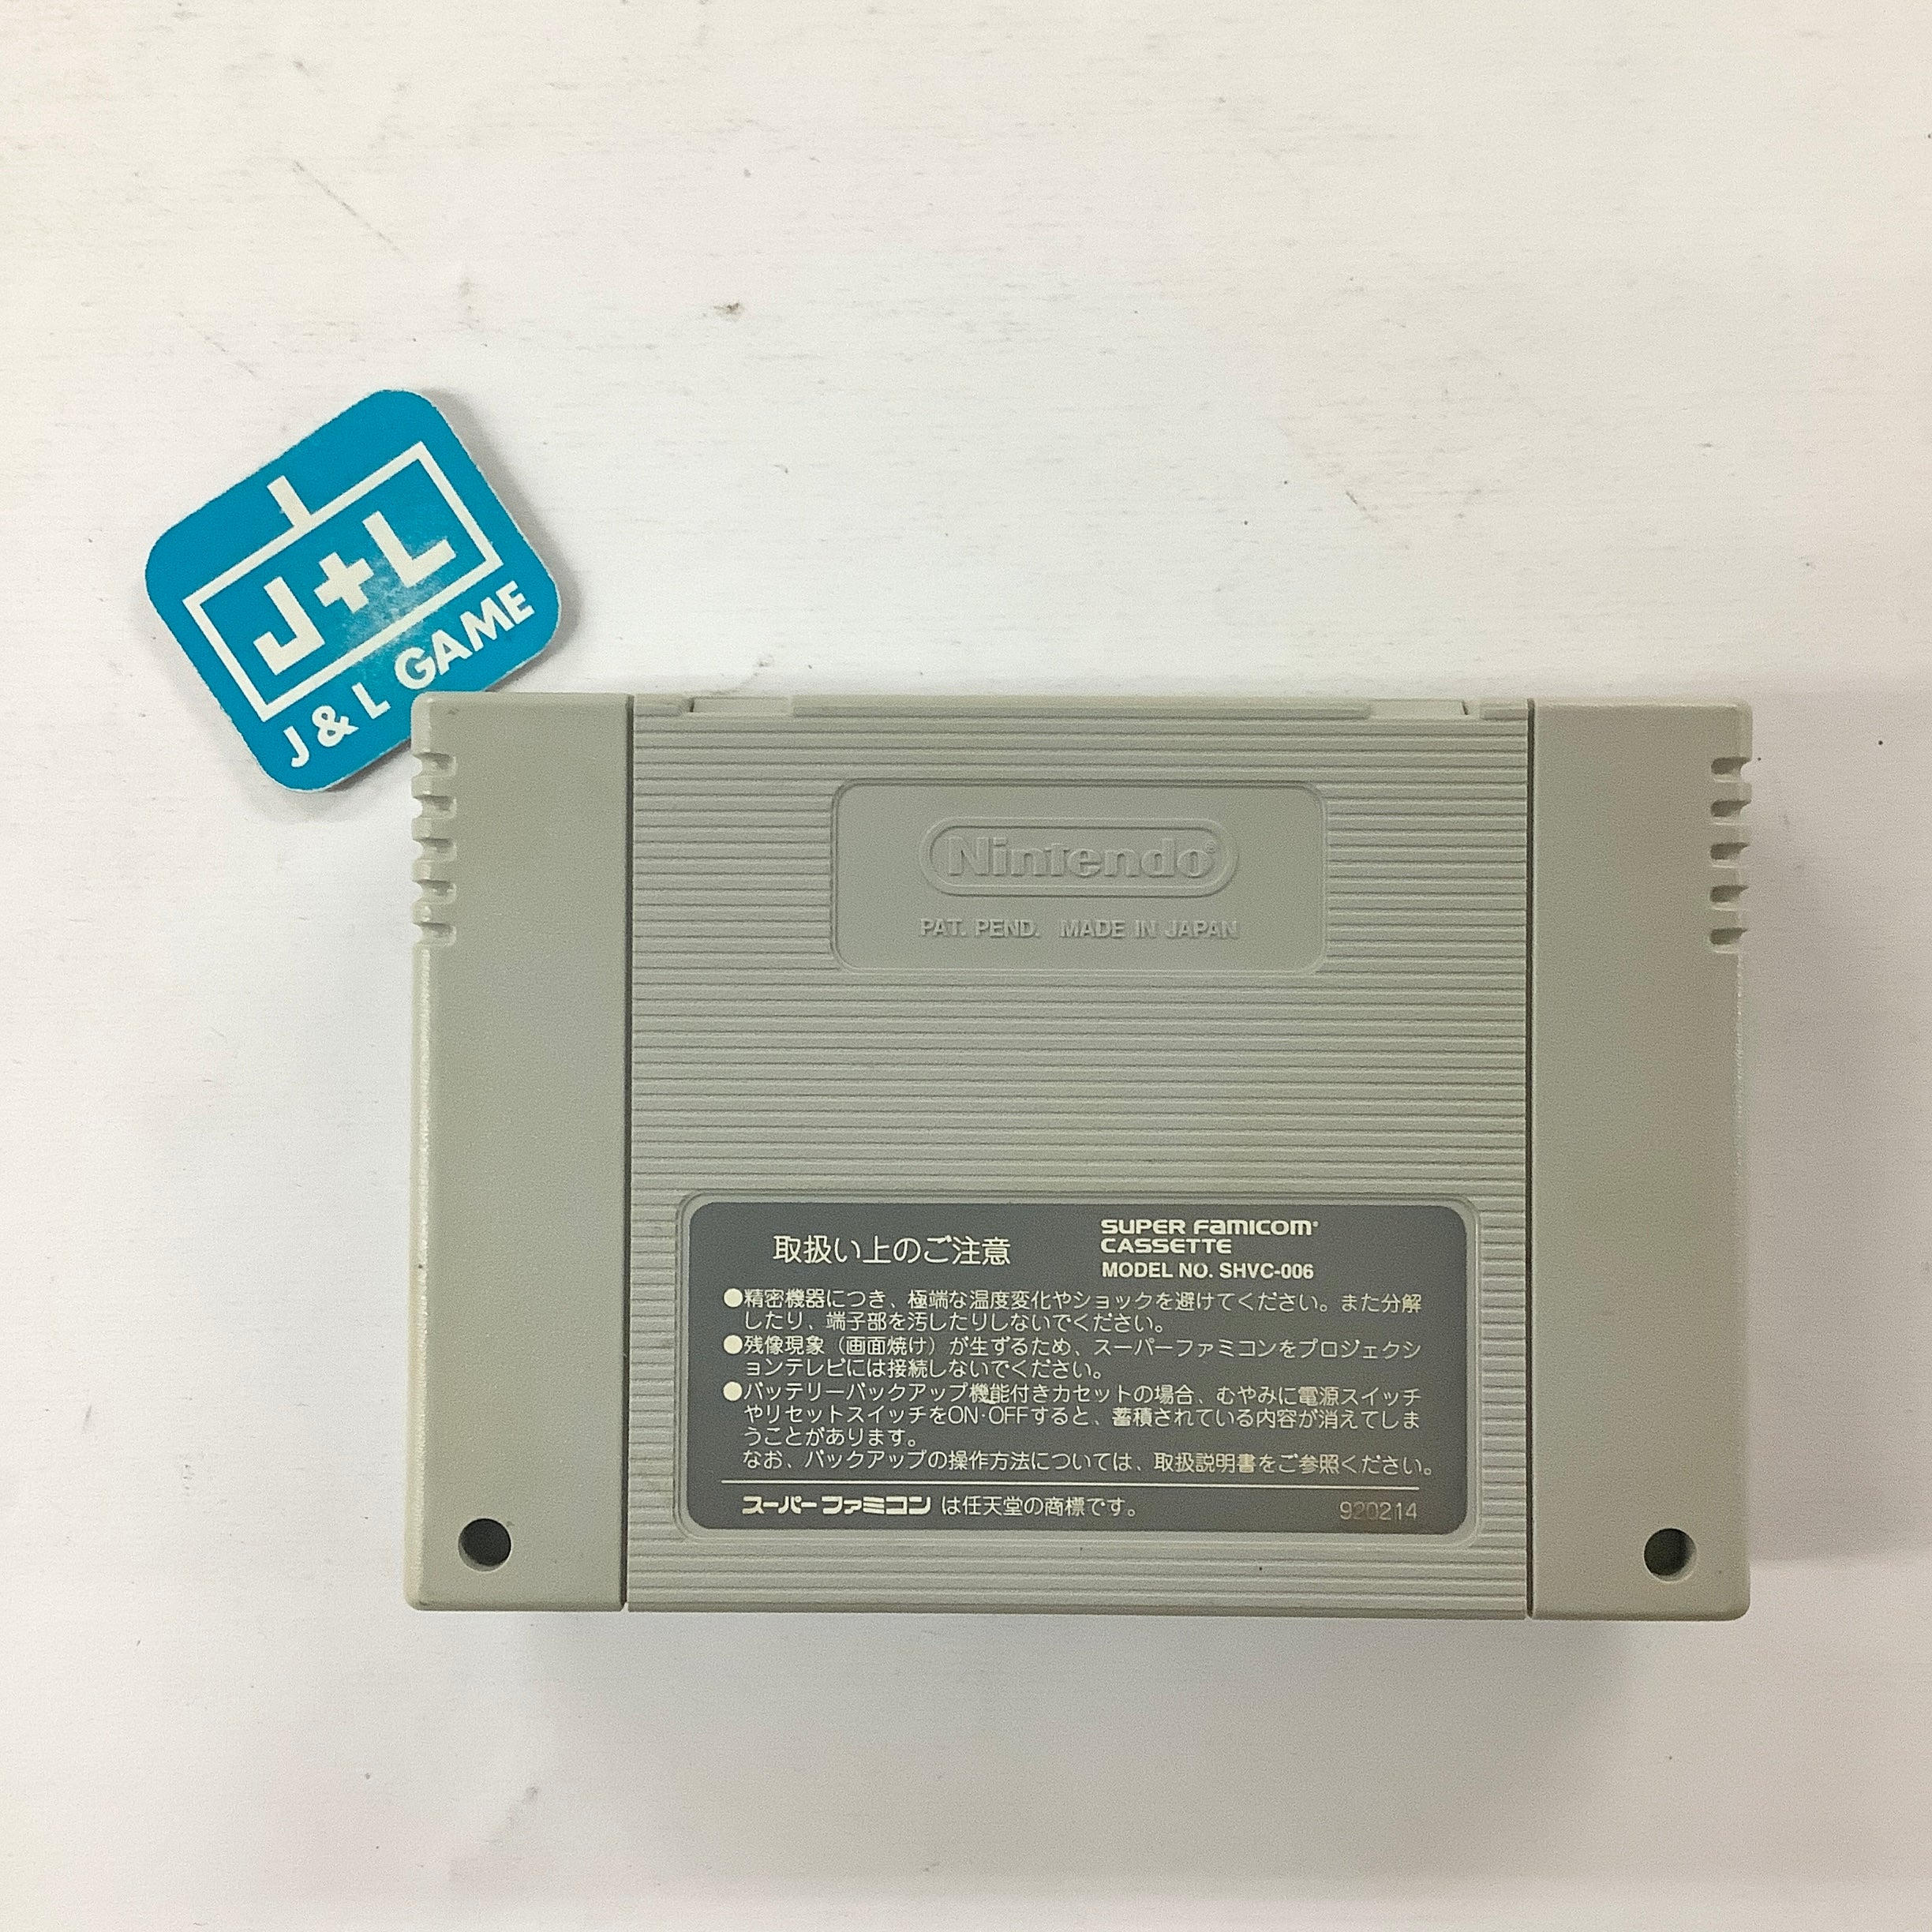 J+L
J & L GAME
Nintendo®
PAT. PEND. MADE IN JAPAN
取扱い上のご注意
SUPER FAMICOM®
CASSETTE
MODEL NO. SHVC-006
●精密機器につき、極端な温度変化やショックを避けてください。また分解
したり、端子部を汚したりしないでください。
●残像現象（画面焼け）が生ずるため、スーパーファミコンをプロジェクシ
ョンテレビには接続しないでください。
●バッテリーバックアップ機能付きカセットの場合、むやみに電源スイッチ
やリセットスイッチをON·OFFすると、蓄積されている内容が消えてしま
うことがあります。
なお、バックアップの操作方法については、取扱説明書をご参照ください。
スーパーファミコン は任天堂の商標です。
920214